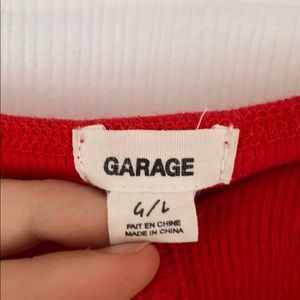 GARAGE
G/L
FAIT EN CHINE
MADE IN CHINA